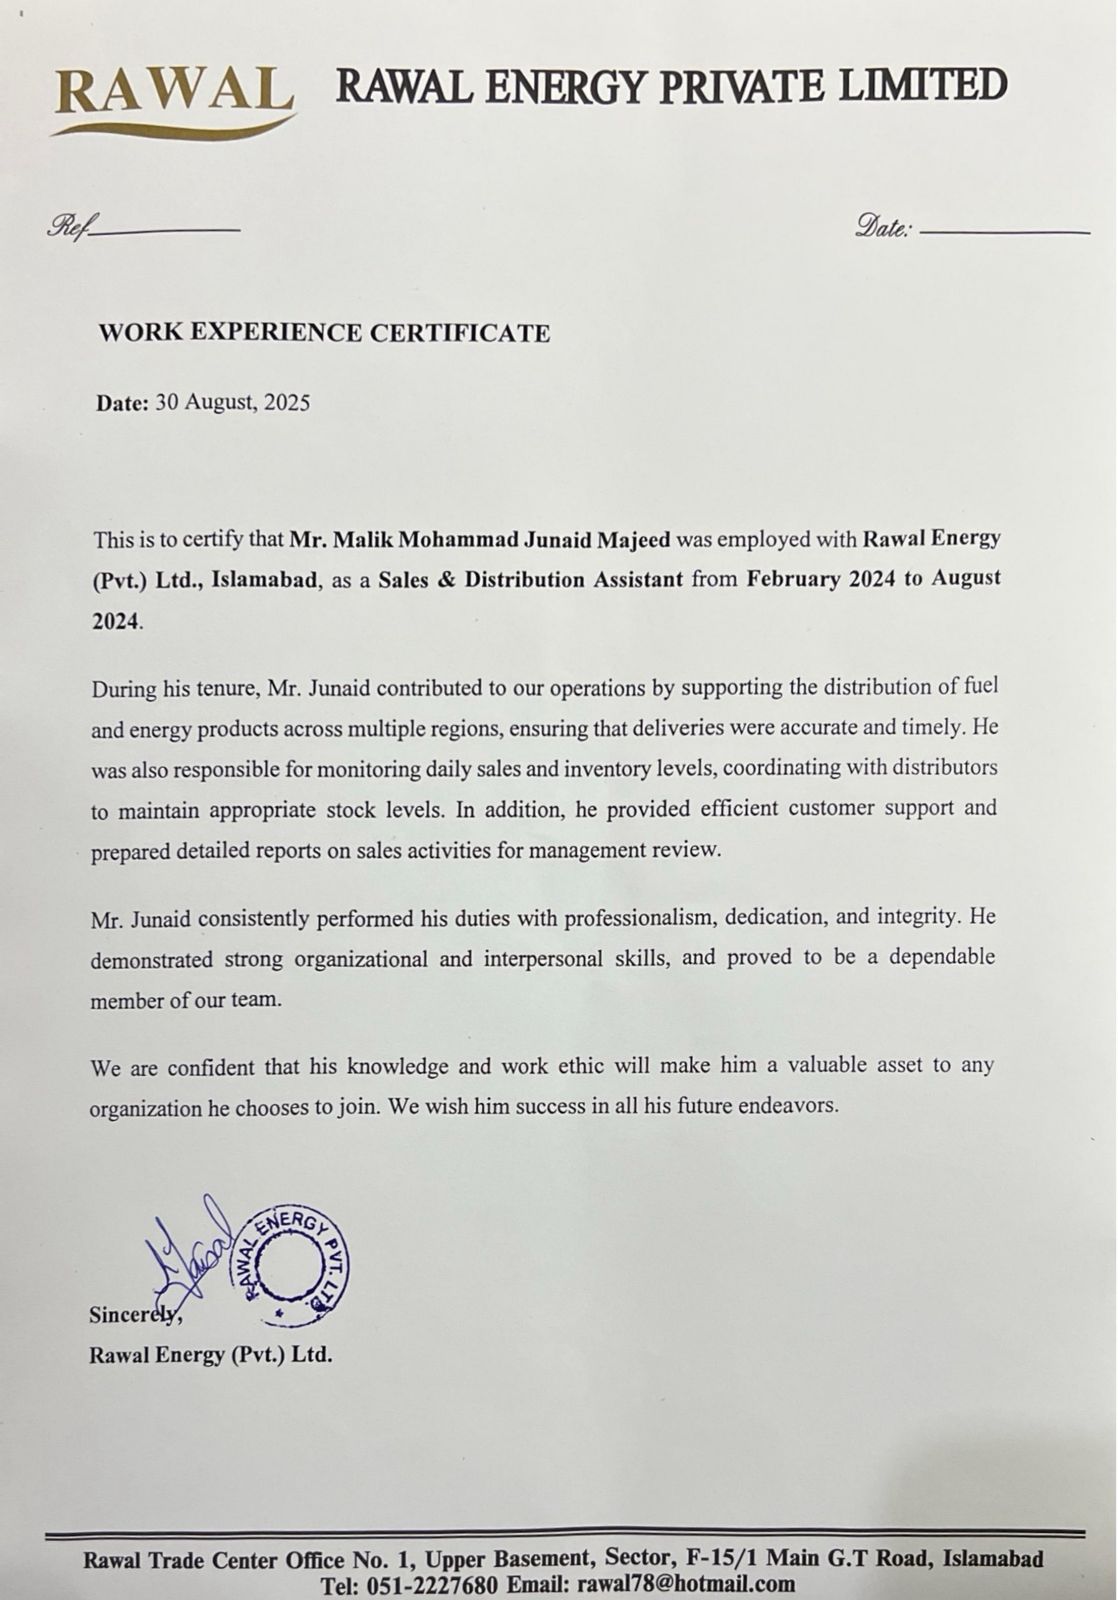 RAWAL RAWAL ENERGY PRIVATE LIMITED
Ref__________ Date: __________
WORK EXPERIENCE CERTIFICATE
Date: 30 August, 2025
This is to certify that Mr. Malik Mohammad Junaid Majeed was employed with Rawal Energy
(Pvt.) Ltd., Islamabad, as a Sales & Distribution Assistant from February 2024 to August
2024.
During his tenure, Mr. Junaid contributed to our operations by supporting the distribution of fuel
and energy products across multiple regions, ensuring that deliveries were accurate and timely. He
was also responsible for monitoring daily sales and inventory levels, coordinating with distributors
to maintain appropriate stock levels. In addition, he provided efficient customer support and
prepared detailed reports on sales activities for management review.
Mr. Junaid consistently performed his duties with professionalism, dedication, and integrity. He
demonstrated strong organizational and interpersonal skills, and proved to be a dependable
member of our team.
We are confident that his knowledge and work ethic will make him a valuable asset to any
organization he chooses to join. We wish him success in all his future endeavors.
RAWAL ENERGY PVT. LTD.
Sincerely,
Rawal Energy (Pvt.) Ltd.
Rawal Trade Center Office No. 1, Upper Basement, Sector, F-15/1 Main G.T Road, Islamabad
Tel: 051-2227680 Email: rawal78@hotmail.com